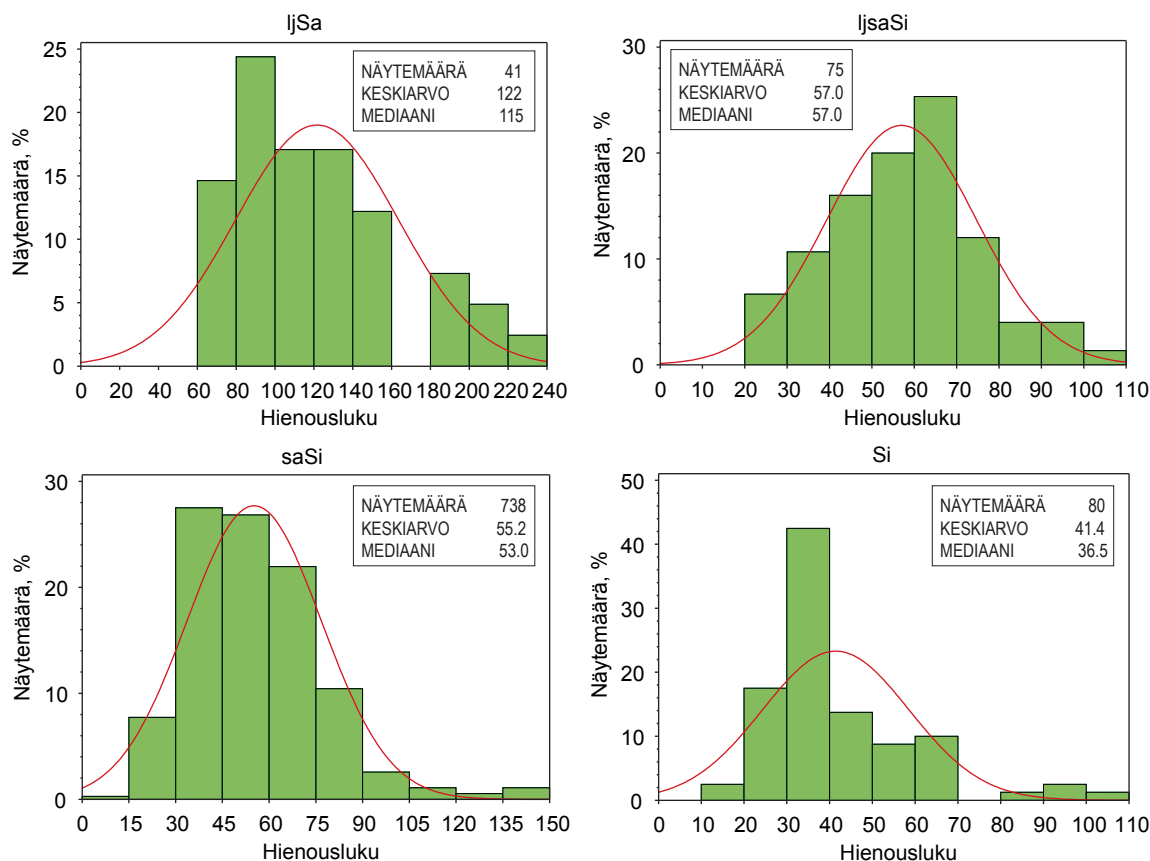 ljSa
25
20
15
10
5
0
Näytemäärä, %
NÄYTEMÄÄRÄ 41
KESKIARVO 122
MEDIAANI 115
0 20 40 60 80 100 120 140 160 180 200 220 240
Hienousluku
ljsaSi
30
20
10
0
Näytemäärä, %
NÄYTEMÄÄRÄ 75
KESKIARVO 57.0
MEDIAANI 57.0
0 10 20 30 40 50 60 70 80 90 100 110
Hienousluku
saSi
30
20
10
0
Näytemäärä, %
NÄYTEMÄÄRÄ 738
KESKIARVO 55.2
MEDIAANI 53.0
0 15 30 45 60 75 90 105 120 135 150
Hienousluku
Si
50
40
30
20
10
0
Näytemäärä, %
NÄYTEMÄÄRÄ 80
KESKIARVO 41.4
MEDIAANI 36.5
0 10 20 30 40 50 60 70 80 90 100 110
Hienousluku